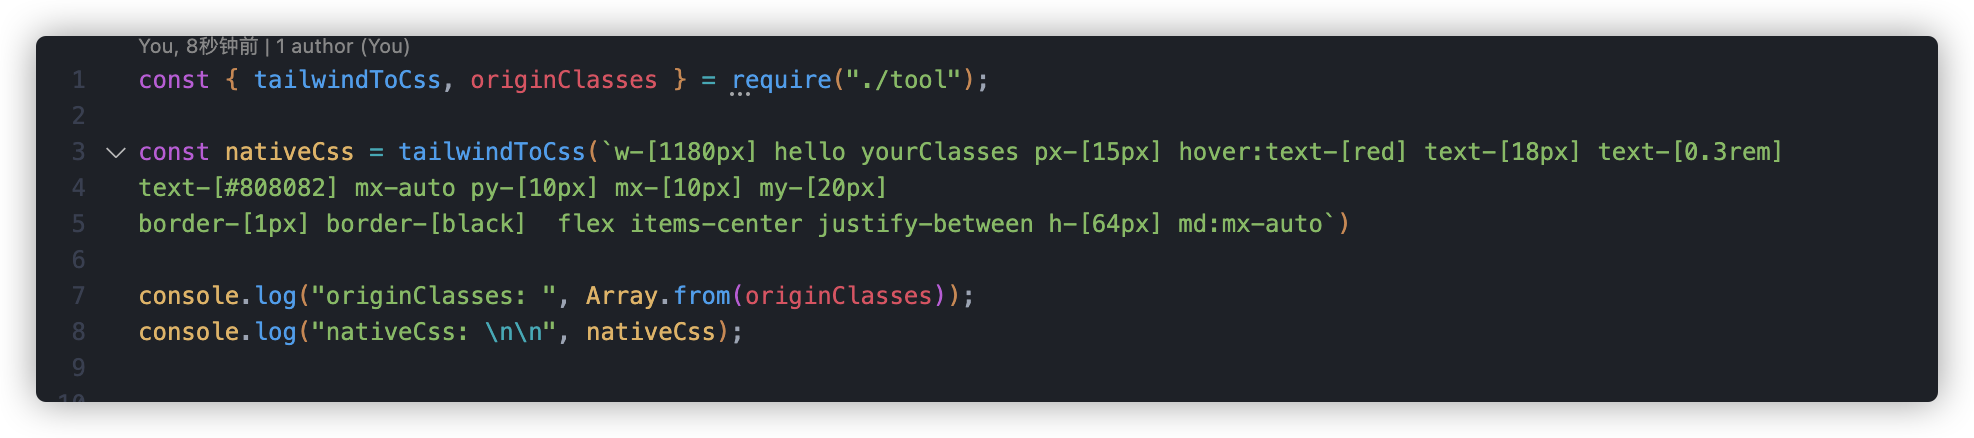 You, 8秒钟前 | 1 author (You)
1 const { tailwindToCss, originClasses } = require("./tool");
2
3 const nativeCss = tailwindToCss(`w-[1180px] hello yourClasses px-[15px] hover:text-[red] text-[18px] text-[0.3rem]
4 text-[#808082] mx-auto py-[10px] mx-[10px] my-[20px]
5 border-[1px] border-[black]  flex items-center justify-between h-[64px] md:mx-auto`)
6
7 console.log("originClasses: ", Array.from(originClasses));
8 console.log("nativeCss: \n\n", nativeCss);
9
10